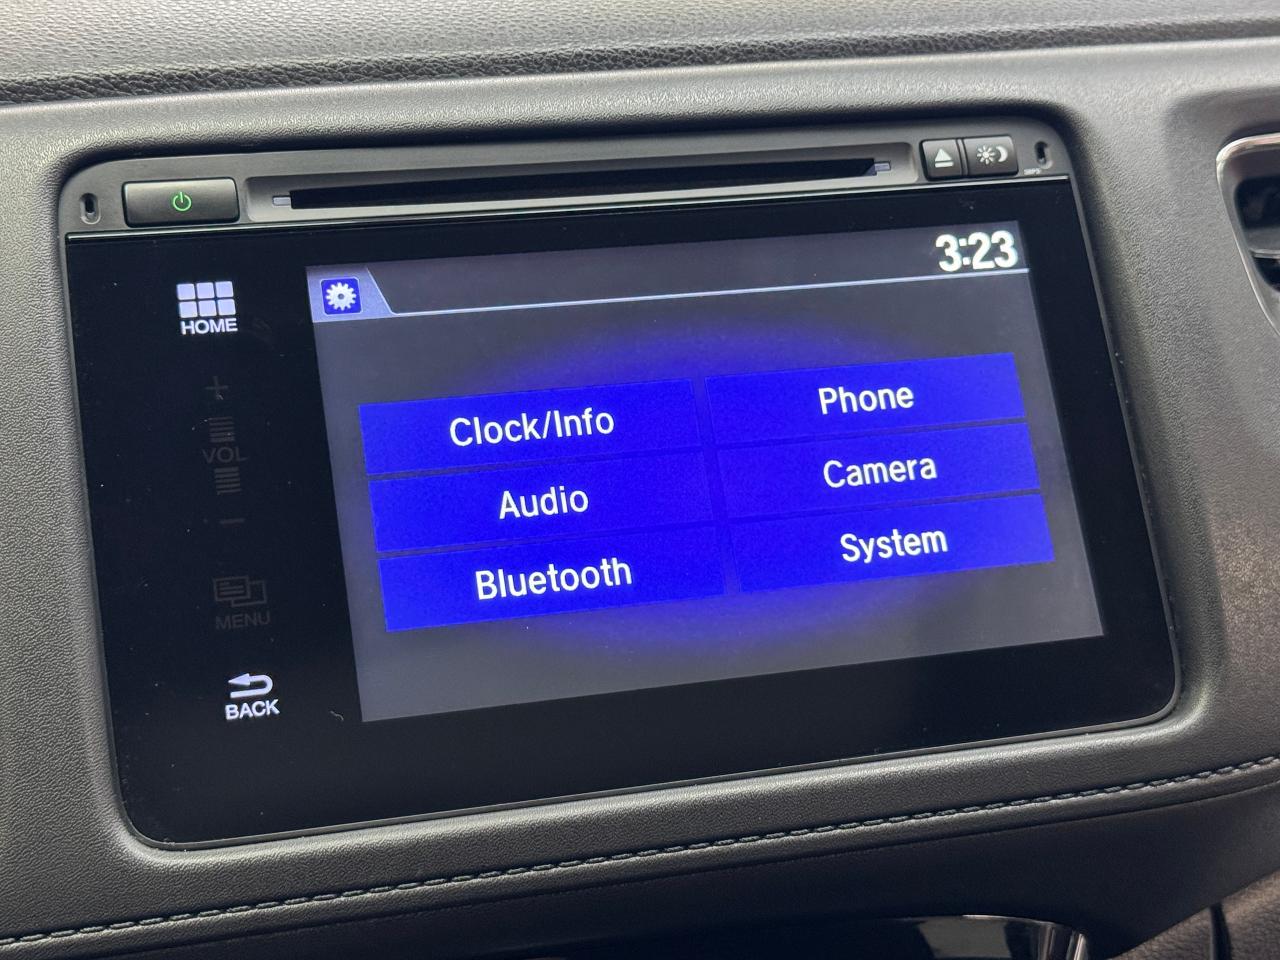 3:23
HOME
Clock/Info
Phone
+
VOL
Audio
Camera
-
Bluetooth
System
MENU
BACK